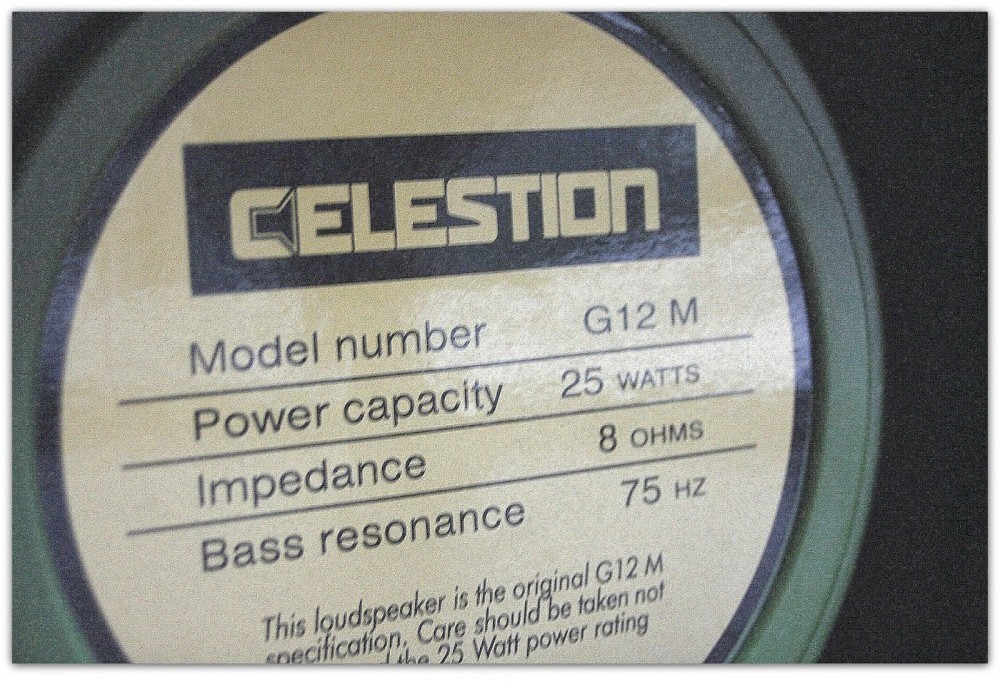 CELESTION
Model number G12 M
Power capacity 25 WATTS
Impedance 8 OHMS
Bass resonance 75 HZ
This loudspeaker is the original G12 M
specification. Care should be taken not
the 25 Watt power rating